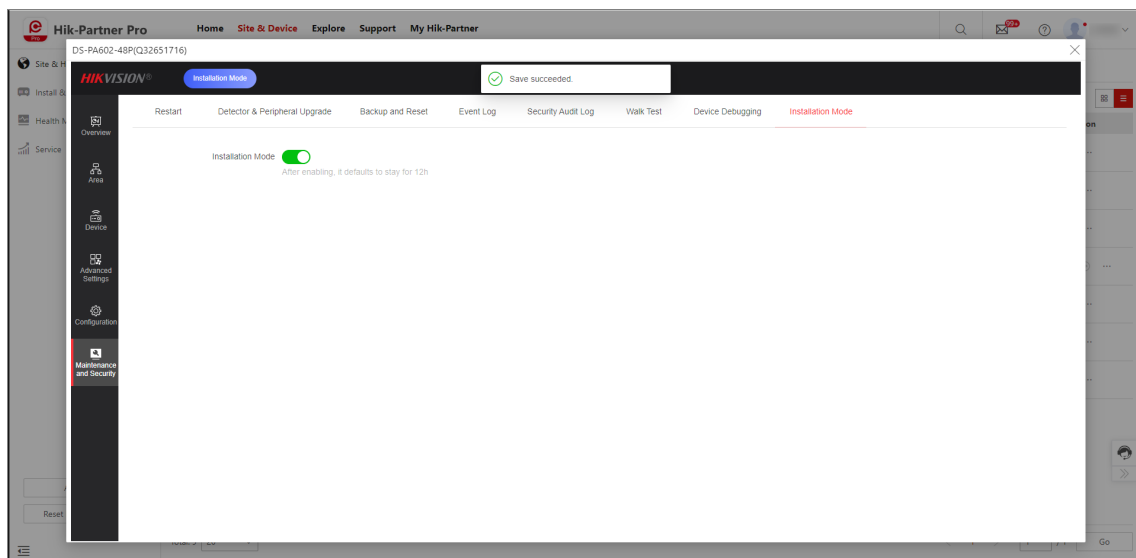 Hik-Partner Pro
Home Site & Device Explore Support My Hik-Partner
99+
Pro
DS-PA602-48P(Q32651716)
Site & H
HIKVISION®
Installation Mode
Save succeeded.
Install &
Restart Detector & Peripheral Upgrade Backup and Reset Event Log Security Audit Log Walk Test Device Debugging Installation Mode
Health M
on
Overview
Service
Installation Mode
After enabling, it defaults to stay for 12h
Area
Device
Advanced
Settings
Configuration
Maintenance
and Security
Reset
Go